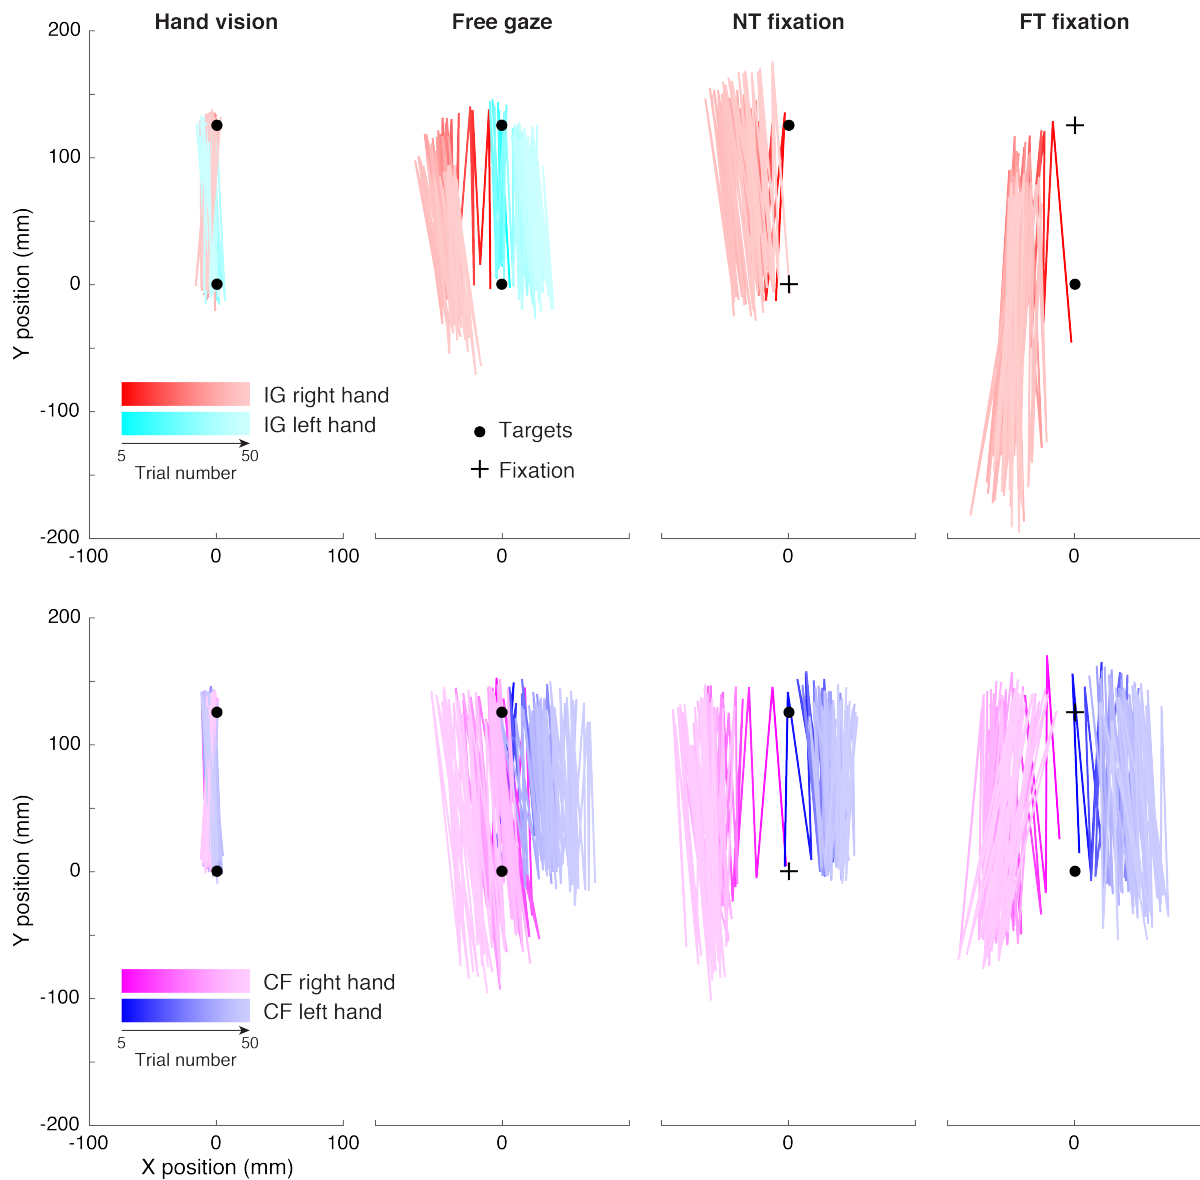 Hand vision Free gaze NT fixation FT fixation
200
100
0
-100
-200
Y position (mm)
IG right hand
IG left hand
5 50
Trial number
Targets
Fixation
-100 0 100 0 0 0
200
100
0
-100
-200
Y position (mm)
CF right hand
CF left hand
5 50
Trial number
-100 0 100 0 0 0
X position (mm)